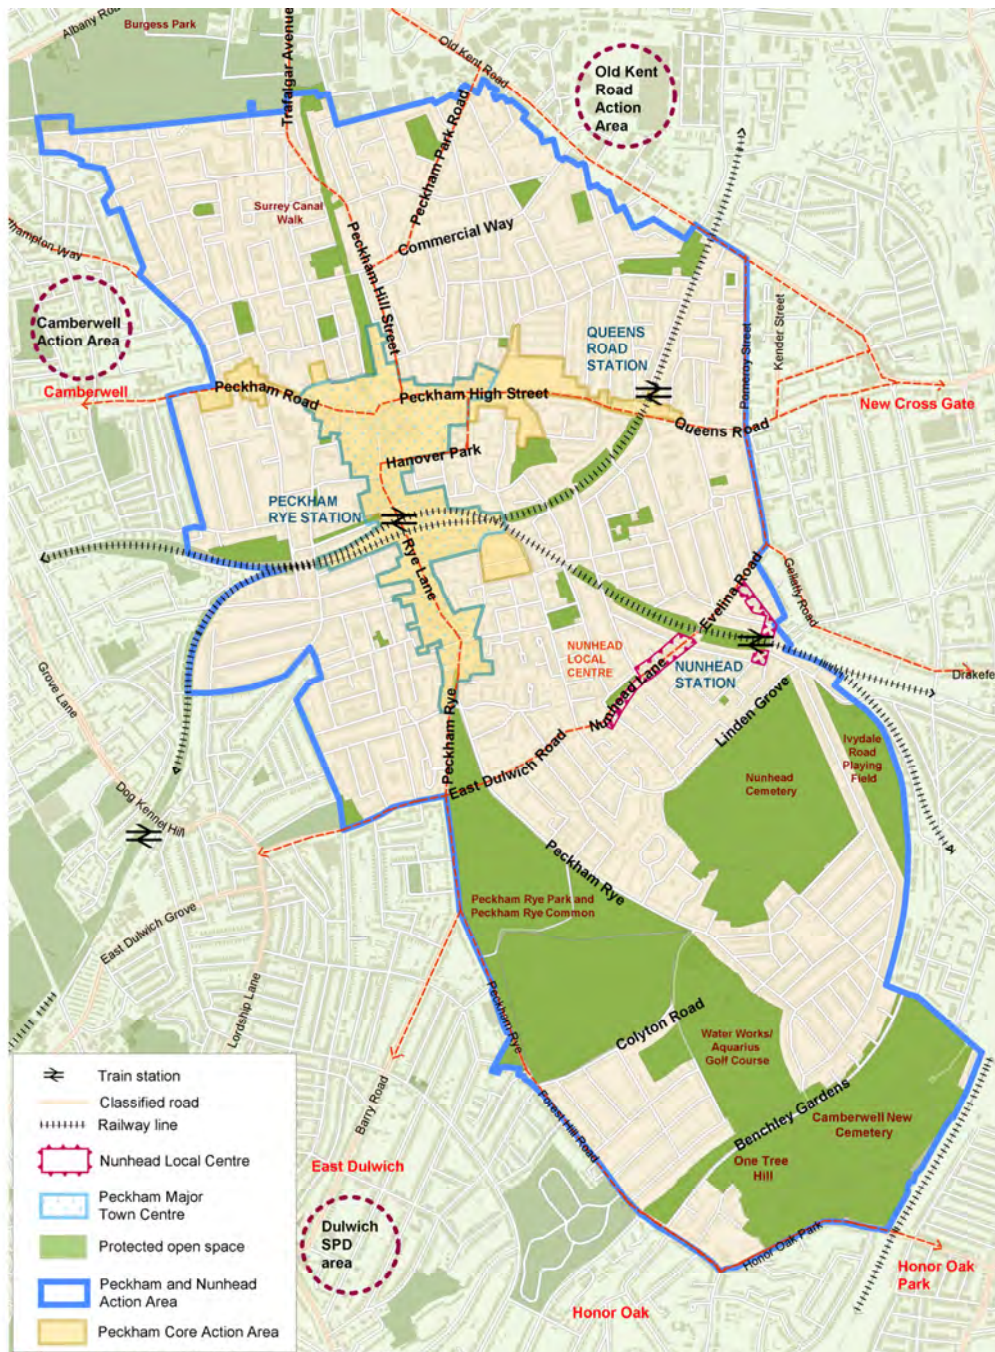 Albany Roa
Burgess Park
Trafalgar Avenue
Old Kent Road
Old Kent
Road
Action
Area
Peckham Park Road
Surrey Canal
Walk
Commercial Way
Peckham Hill Street
thampton Way
Camberwell
Action Area
QUEENS
ROAD
STATION
Pomeroy Street
Kender Street
Camberwell
Peckham Road
Peckham High Street
Queens Road
New Cross Gate
Hanover Park
PECKHAM
RYE STATION
Rye Lane
Evelina Road
Gellatly Road
NUNHEAD
LOCAL
CENTRE
Nunhead Lane
NUNHEAD
STATION
Drakefe
Grove Lane
Peckham Rye
Linden Grove
East Dulwich Road
Ivydale
Road
Playing
Field
Nunhead
Cemetery
Dog Kennel Hill
Peckham Rye
Peckham Rye Park and
Peckham Rye Common
East Dulwich Grove
Lordship Lane
Peckham Rye
Colyton Road
Water Works/
Aquarius
Golf Course
Barry Road
Forest Hill Road
Benchley Gardens
Camberwell New
Cemetery
One Tree
Hill
East Dulwich
Dulwich
SPD
area
Honor Oak Park
Honor Oak
Park
Honor Oak
Train station
Classified road
Railway line
Nunhead Local Centre
Peckham Major
Town Centre
Protected open space
Peckham and Nunhead
Action Area
Peckham Core Action Area